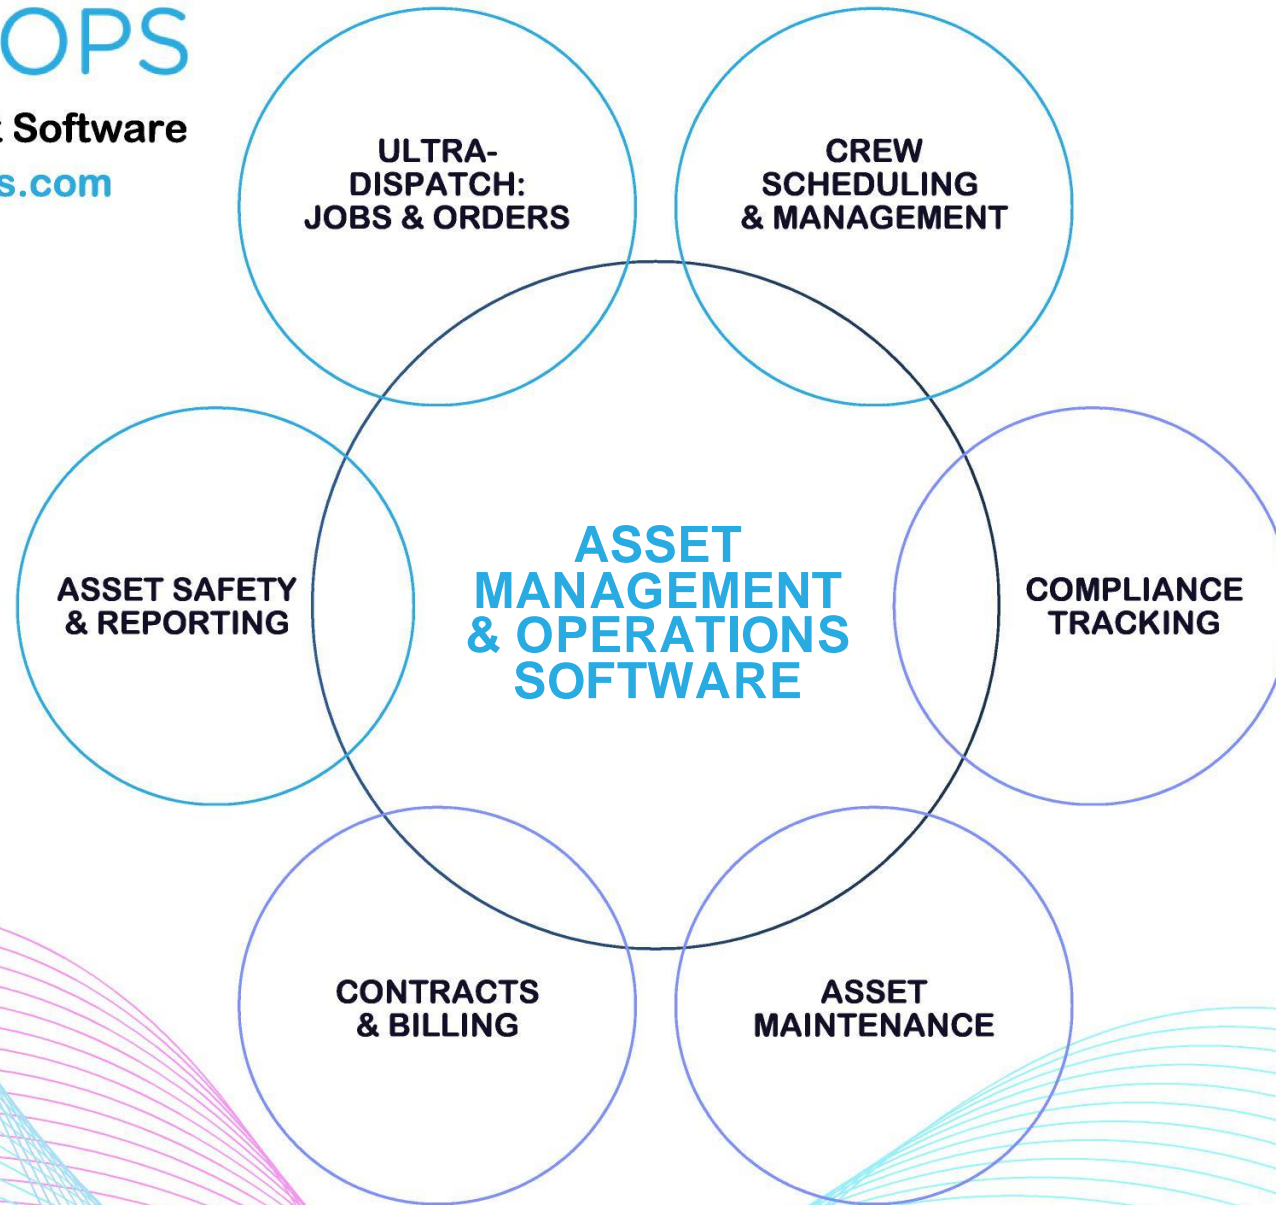 OPS
Software
s.com
ULTRA-
DISPATCH:
JOBS & ORDERS
CREW
SCHEDULING
& MANAGEMENT
ASSET SAFETY
& REPORTING
ASSET
MANAGEMENT
& OPERATIONS
SOFTWARE
COMPLIANCE
TRACKING
CONTRACTS
& BILLING
ASSET
MAINTENANCE